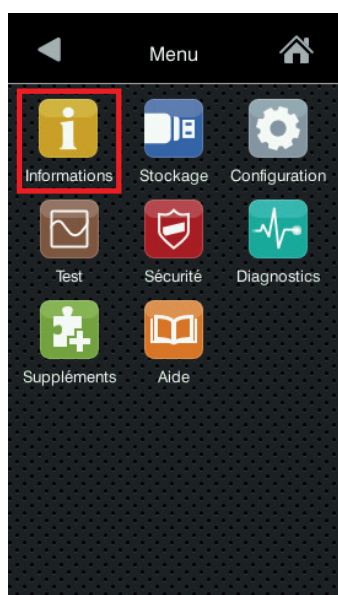 Menu
Informations Stockage Configuration
Test Sécurité Diagnostics
Suppléments Aide